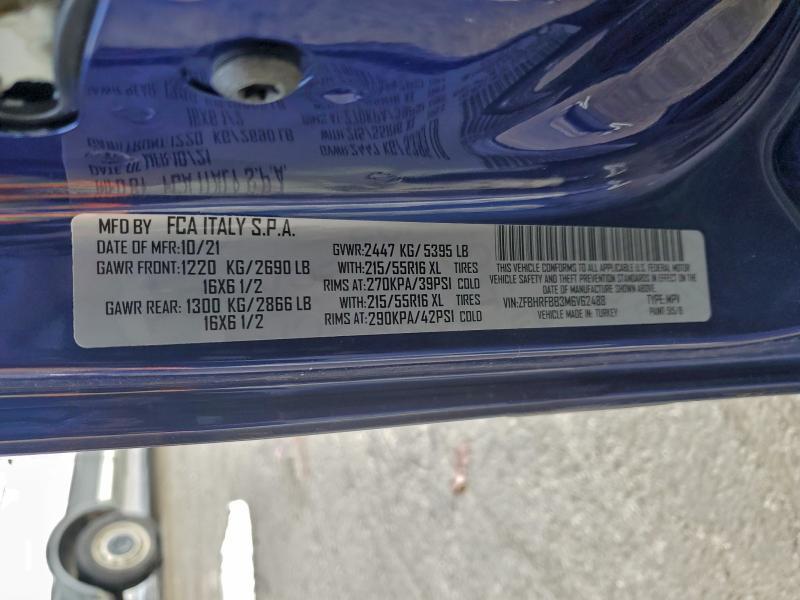 MFD BY FCA ITALY S.P.A.
DATE OF MFR:10/21
GVWR:2447 KG/5395 LB
GAWR FRONT:1220 KG/2690 LB WITH:215/55R16 XL TIRES
16X6 1/2 RIMS AT:270KPA/39PSI COLD
GAWR REAR: 1300 KG/2866 LB WITH:215/55R16 XL TIRES
16X6 1/2 RIMS AT:290KPA/42PSI COLD
THIS VEHICLE CONFORMS TO ALL APPLICABLE U.S. FEDERAL MOTOR
VEHICLE SAFETY, BUMPER, AND THEFT PREVENTION STANDARDS IN EFFECT ON THE
DATE OF MANUFACTURE SHOWN ABOVE.
VIN:ZFBHRFBB3M6V62488 TYPE: MPV
VEHICLE MADE IN: TURKEY PAINT: